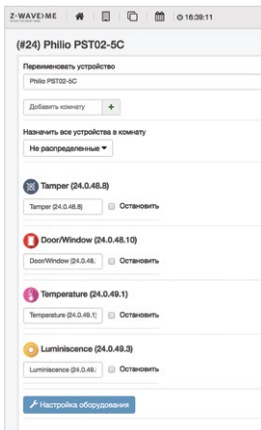 Z-WAVE>ME
16:39:11
(#24) Philio PST02-5C
Переименовать устройство
Philio PST02-5C
Добавить комнату +
Назначить все устройства в комнату
Не распределенные
Tamper (24.0.48.8)
Tamper (24.0.48.8) Остановить
Door/Window (24.0.48.10)
Door/Window (24.0.48. Остановить
Temperature (24.0.49.1)
Temperature (24.0.49.1) Остановить
Luminiscence (24.0.49.3)
Luminiscence (24.0.49. Остановить
Настройка оборудования